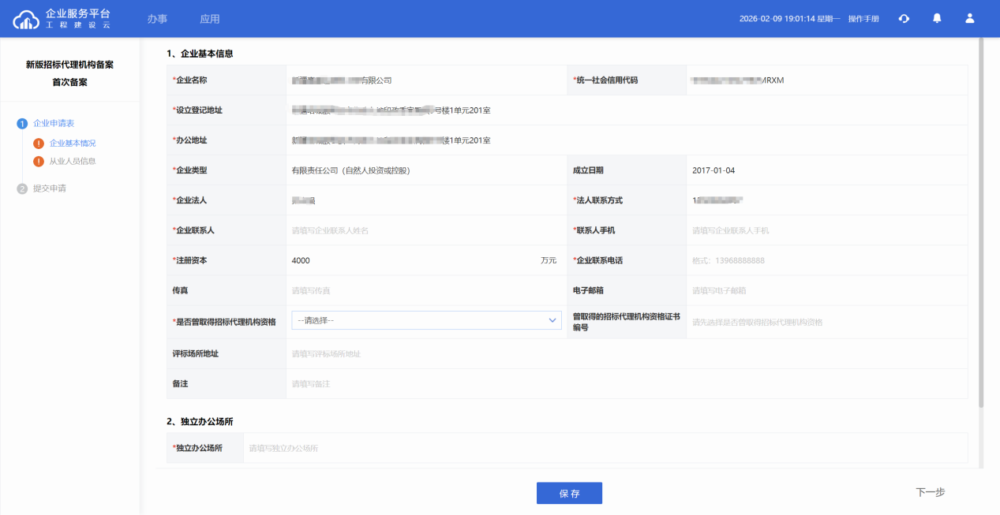 企业服务平台
工程建设云
办事
应用
2026-02-09 19:01:14 星期一
操作手册
新版招标代理机构备案
首次备案
1 企业申请表
! 企业基本情况
! 从业人员信息
2 提交申请
1、企业基本信息
*企业名称
有限公司
*统一社会信用代码
MRXM
*设立登记地址
号楼1单元201室
*办公地址
楼1单元201室
*企业类型
有限责任公司（自然人投资或控股）
成立日期
2017-01-04
*企业法人
*法人联系方式
1
*企业联系人
请填写企业联系人姓名
*联系人手机
请填写企业联系人手机
*注册资本
4000
万元
*企业联系电话
格式：13968888888
传真
请填写传真
电子邮箱
请填写电子邮箱
*是否曾取得招标代理机构资格
--请选择--
曾取得的招标代理机构资格证书
编号
请先选择是否曾取得招标代理机构资格
评标场所地址
请填写评标场所地址
备注
请填写备注
2、独立办公场所
*独立办公场所
请填写独立办公场所
保存
下一步